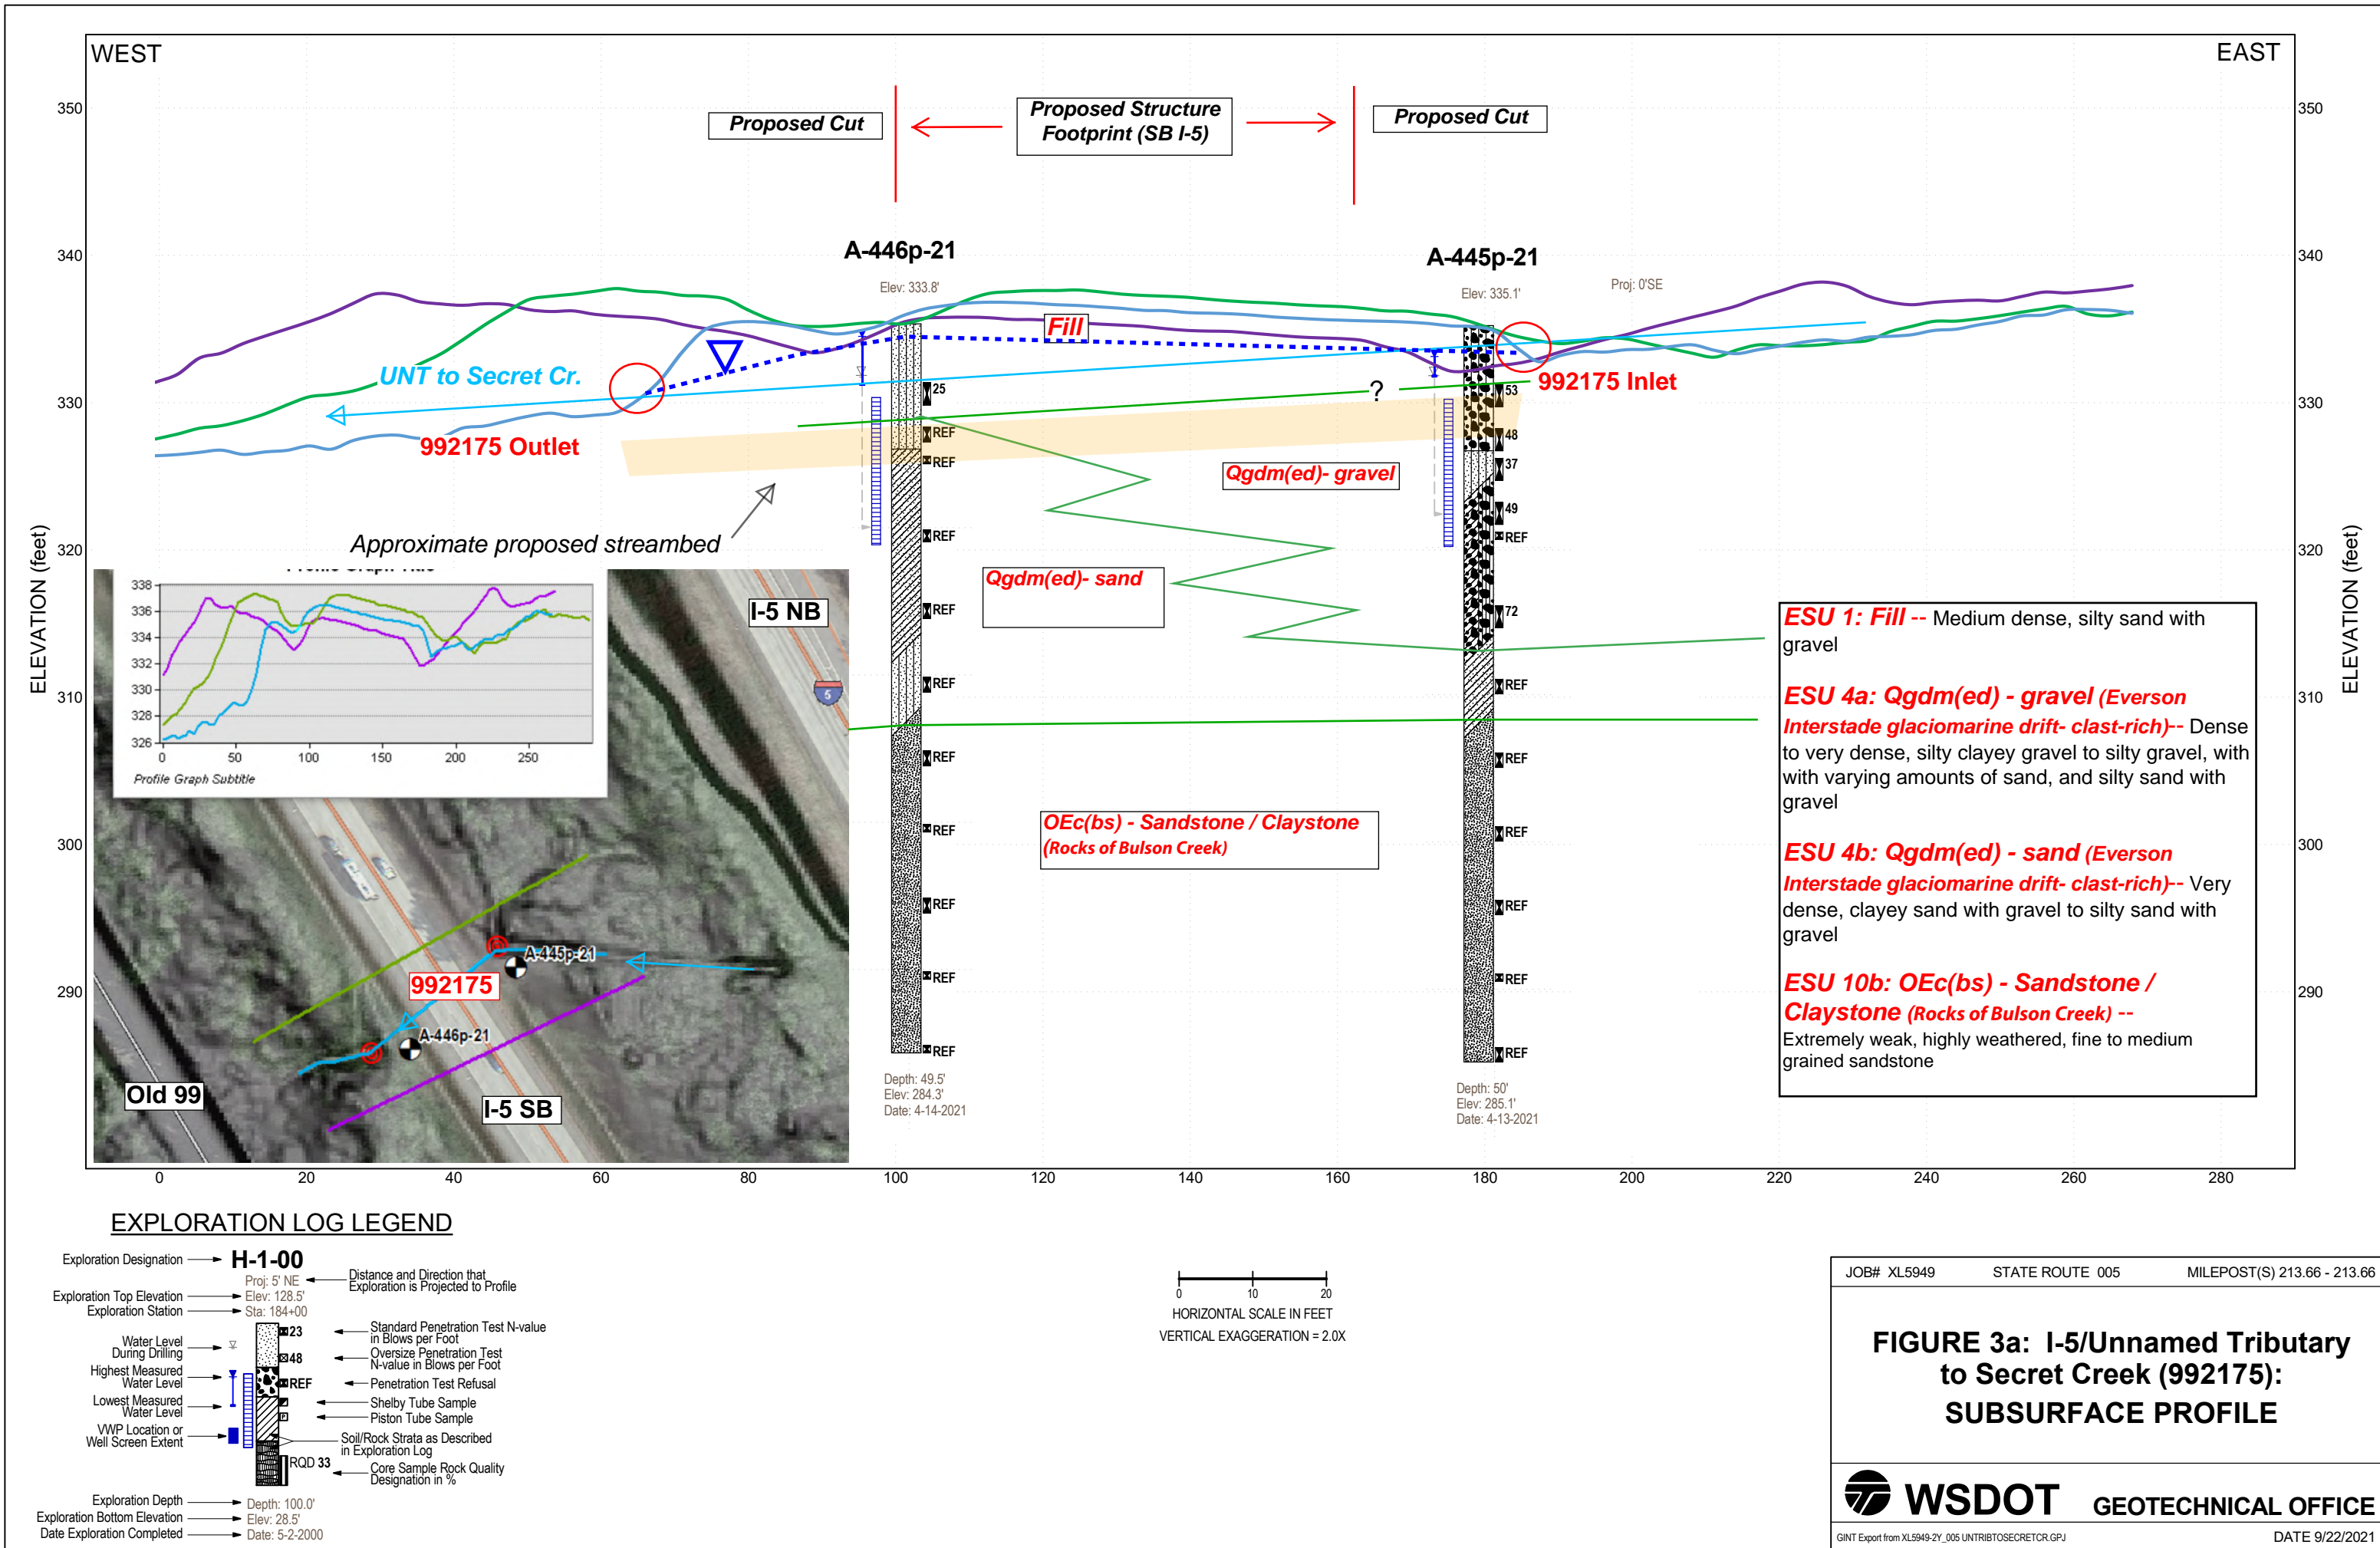 WEST
EAST
350
340
330
320
310
300
290
ELEVATION (feet)
350
340
330
320
310
300
290
ELEVATION (feet)
Proposed Cut
Proposed Structure
Footprint (SB I-5)
Proposed Cut
A-446p-21
Elev: 333.8'
A-445p-21
Elev: 335.1'
Proj: 0'SE
Fill
UNT to Secret Cr.
992175 Inlet
992175 Outlet
?
Approximate proposed streambed
Qgdm(ed)- gravel
Qgdm(ed)- sand
OEc(bs) - Sandstone / Claystone
(Rocks of Bulson Creek)
25
REF
REF
REF
REF
REF
REF
REF
REF
REF
REF
Depth: 49.5'
Elev: 284.3'
Date: 4-14-2021
53
48
37
49
REF
72
REF
REF
REF
REF
REF
REF
Depth: 50'
Elev: 285.1'
Date: 4-13-2021
338
336
334
332
330
328
326
0 50 100 150 200 250
Profile Graph Subtitle
I-5 NB
5
A-445p-21
992175
A-446p-21
Old 99
I-5 SB
ESU 1: Fill -- Medium dense, silty sand with
gravel
ESU 4a: Qgdm(ed) - gravel (Everson
Interstade glaciomarine drift- clast-rich)-- Dense
to very dense, silty clayey gravel to silty gravel, with
with varying amounts of sand, and silty sand with
gravel
ESU 4b: Qgdm(ed) - sand (Everson
Interstade glaciomarine drift- clast-rich)-- Very
dense, clayey sand with gravel to silty sand with
gravel
ESU 10b: OEc(bs) - Sandstone /
Claystone (Rocks of Bulson Creek) --
Extremely weak, highly weathered, fine to medium
grained sandstone
0 20 40 60 80 100 120 140 160 180 200 220 240 260 280
EXPLORATION LOG LEGEND
Exploration Designation
H-1-00
Proj: 5' NE
Distance and Direction that
Exploration is Projected to Profile
Exploration Top Elevation
Elev: 128.5'
Exploration Station
Sta: 184+00
23
Standard Penetration Test N-value
in Blows per Foot
Water Level
During Drilling
48
Oversize Penetration Test
N-value in Blows per Foot
Highest Measured
Water Level
REF
Penetration Test Refusal
Lowest Measured
Water Level
Shelby Tube Sample
P
Piston Tube Sample
VWP Location or
Well Screen Extent
Soil/Rock Strata as Described
in Exploration Log
RQD 33
Core Sample Rock Quality
Designation in %
Exploration Depth
Depth: 100.0'
Exploration Bottom Elevation
Elev: 28.5'
Date Exploration Completed
Date: 5-2-2000
0 10 20
HORIZONTAL SCALE IN FEET
VERTICAL EXAGGERATION = 2.0X
JOB# XL5949 STATE ROUTE 005 MILEPOST(S) 213.66 - 213.66
FIGURE 3a: I-5/Unnamed Tributary
to Secret Creek (992175):
SUBSURFACE PROFILE
WSDOT GEOTECHNICAL OFFICE
GINT Export from XL5949-2Y_005 UNTRIBTOSECRETCR.GPJ
DATE 9/22/2021